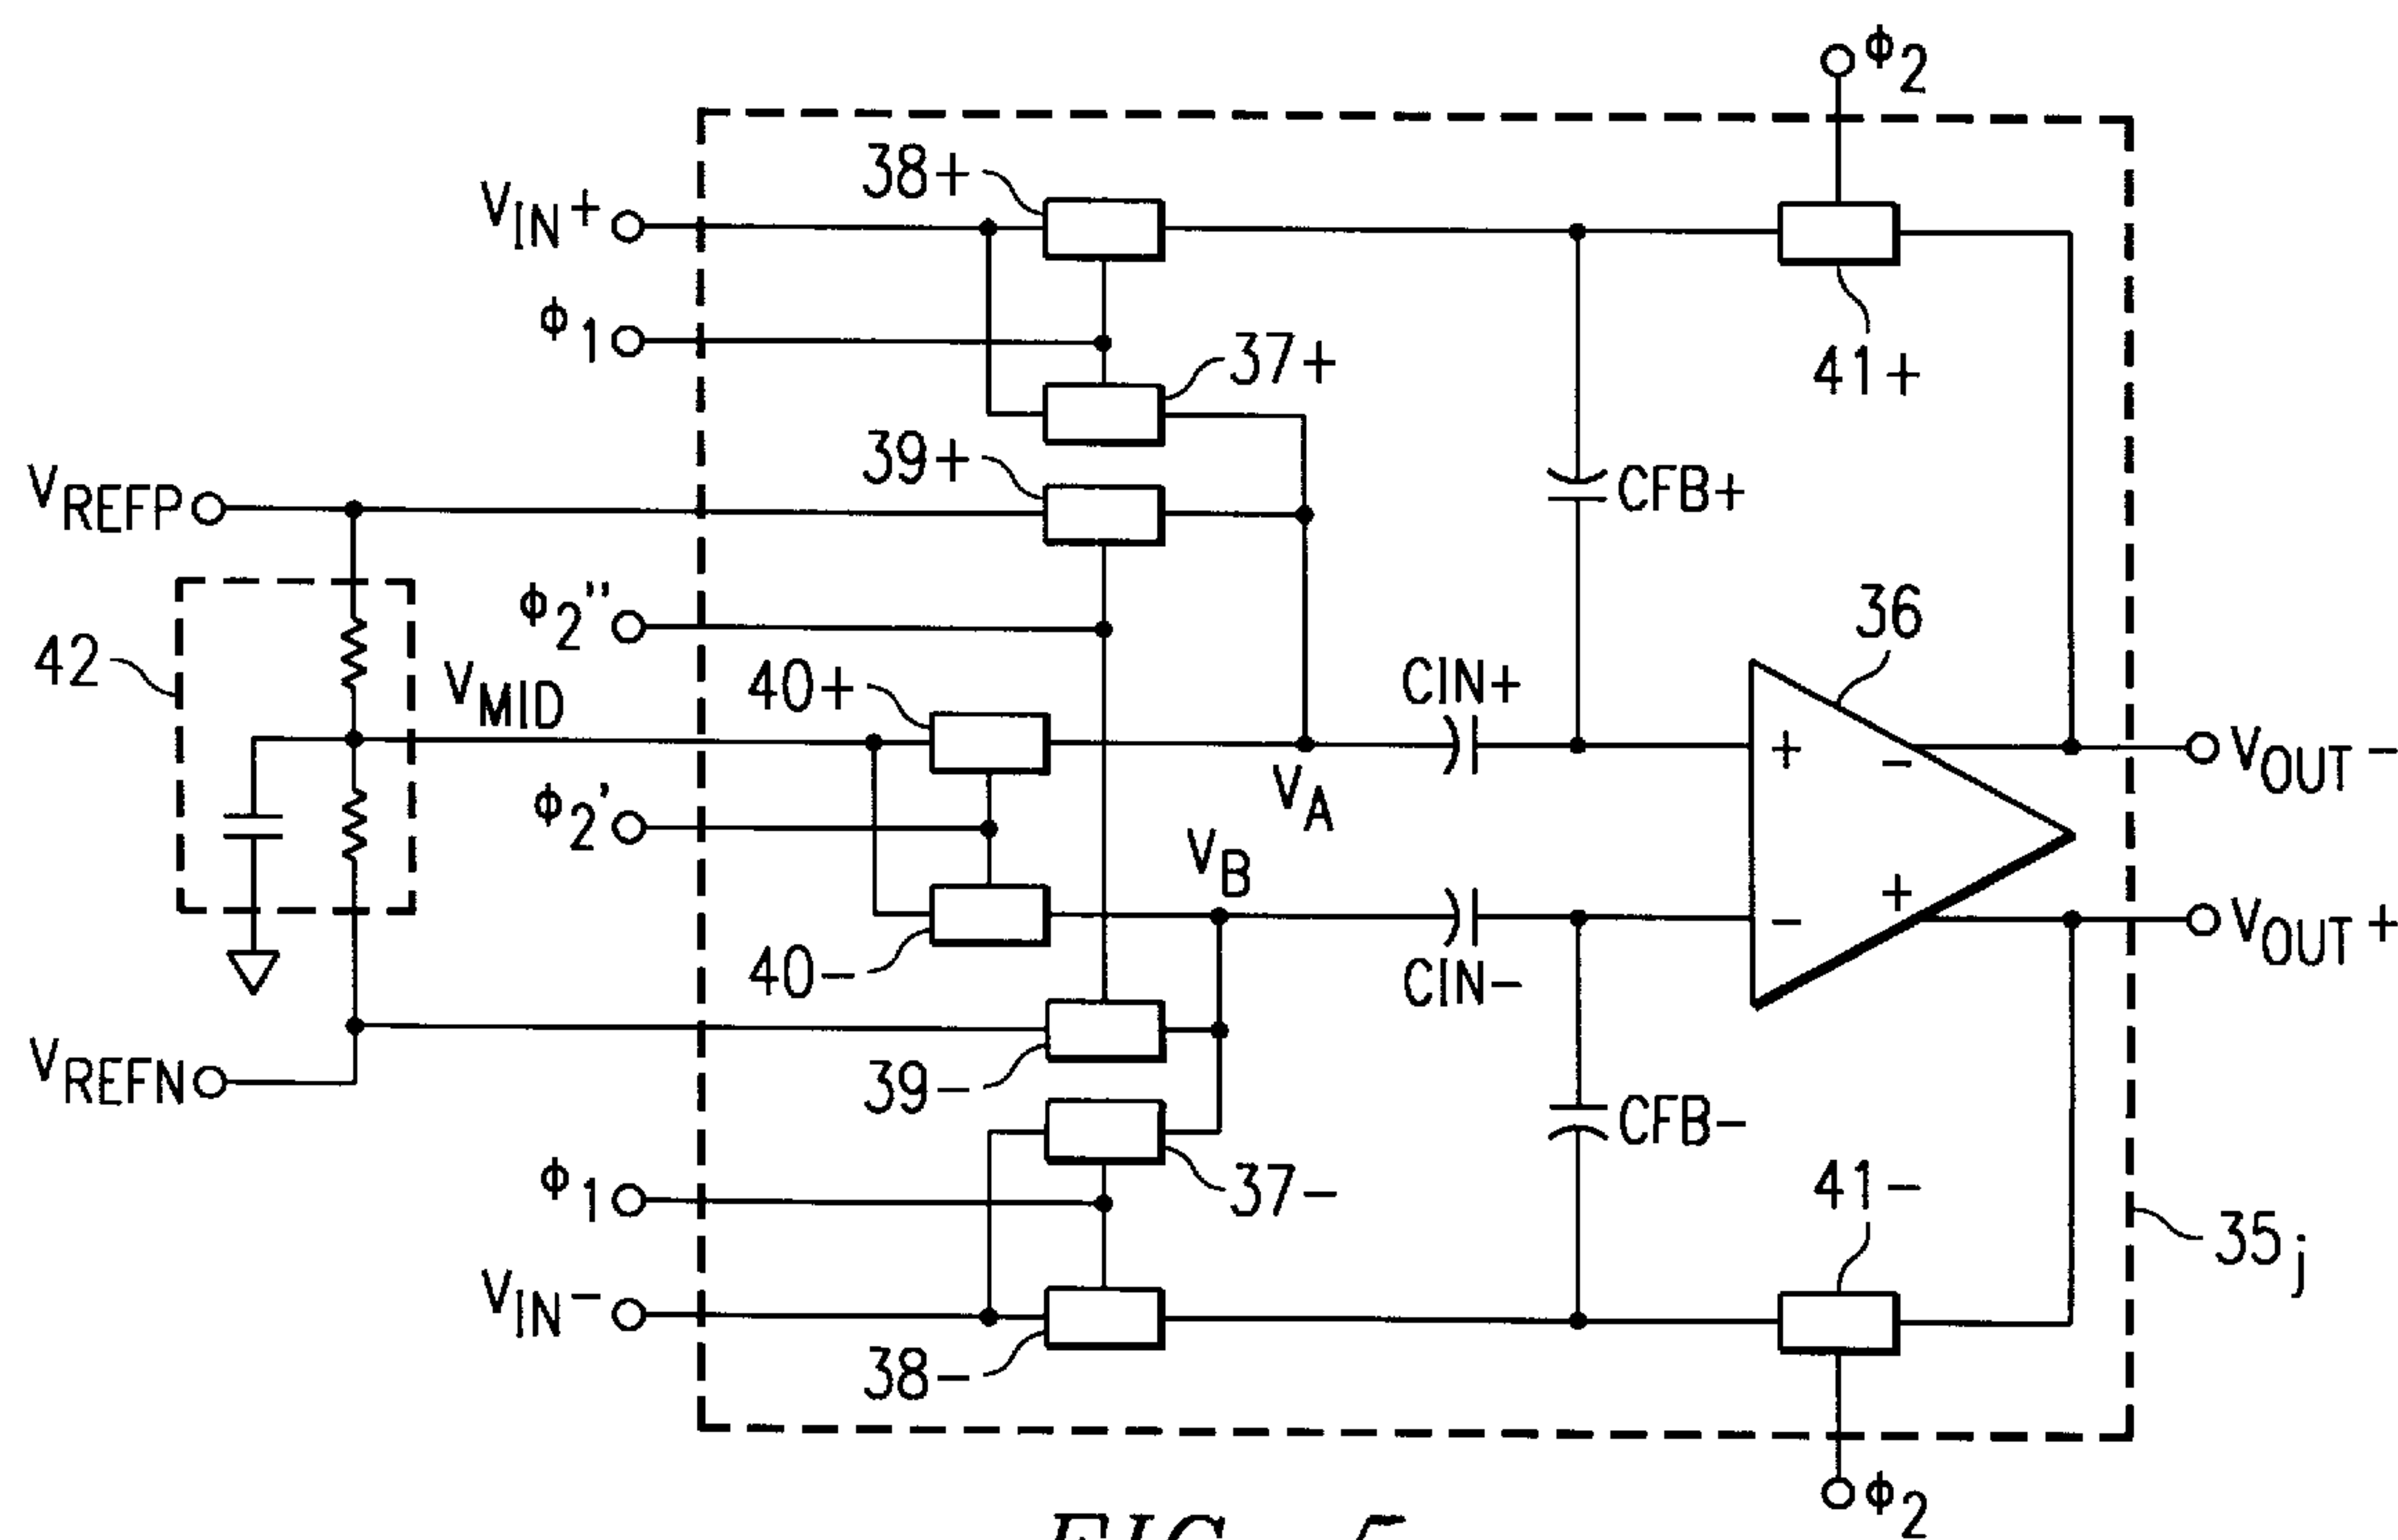 ϕ2
38+
VIN+
ϕ1
37+
41+
39+
VREFP
CFB+
ϕ2''
36
42
VMID
40+
CIN+
+
-
VOUT-
VA
ϕ2'
VB
-
+
VOUT+
40-
CIN-
VREFN
39-
CFB-
ϕ1
37-
41-
35j
VIN-
38-
ϕ2